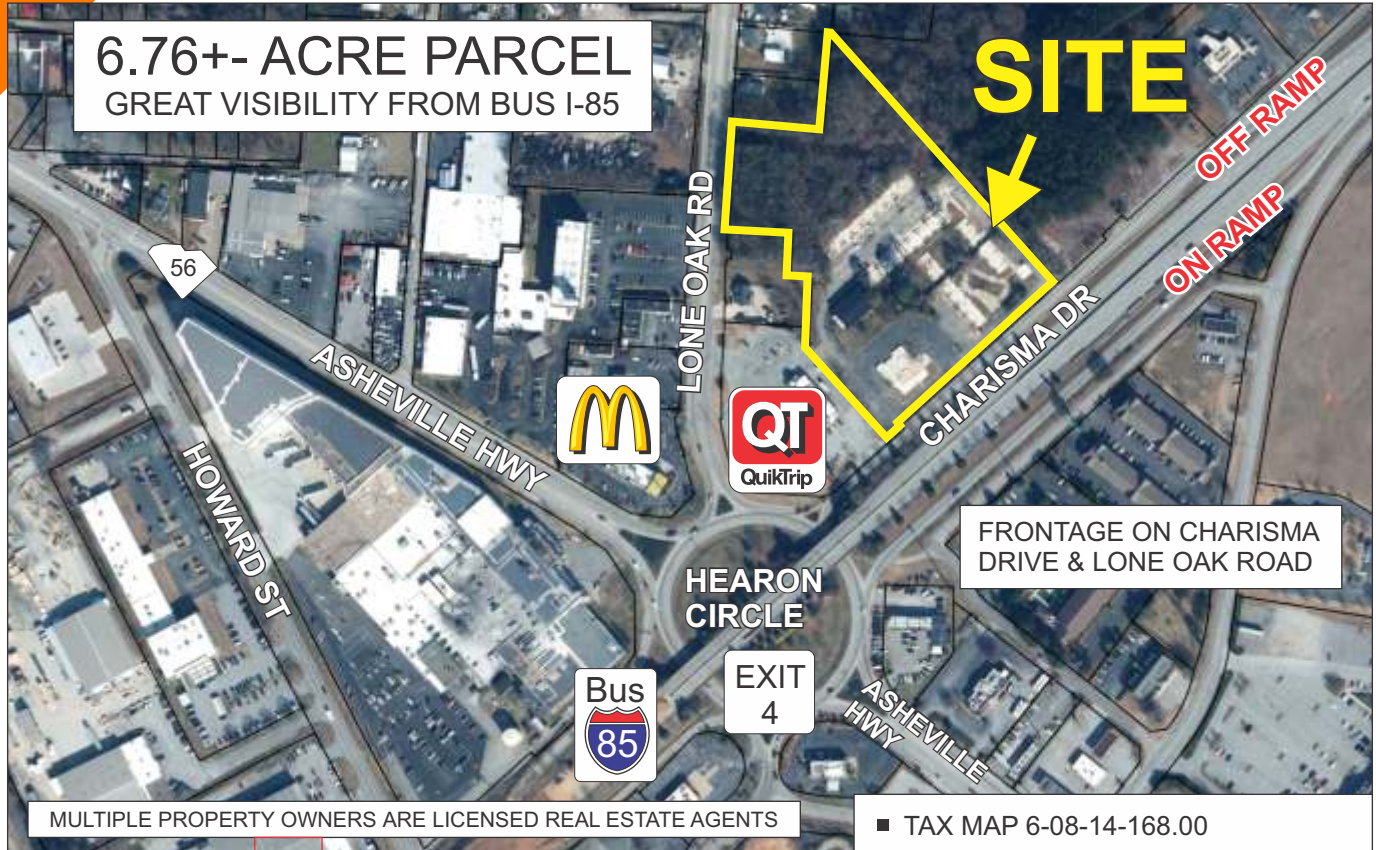 6.76+- ACRE PARCEL
GREAT VISIBILITY FROM BUS I-85
SITE
OFF RAMP
ON RAMP
LONE OAK RD
56
ASHEVILLE HWY
CHARISMA DR
QT
QuikTrip
HOWARD ST
FRONTAGE ON CHARISMA
DRIVE & LONE OAK ROAD
HEARON
CIRCLE
Bus
85
EXIT
4
ASHEVILLE
HWY
MULTIPLE PROPERTY OWNERS ARE LICENSED REAL ESTATE AGENTS
▪ TAX MAP 6-08-14-168.00